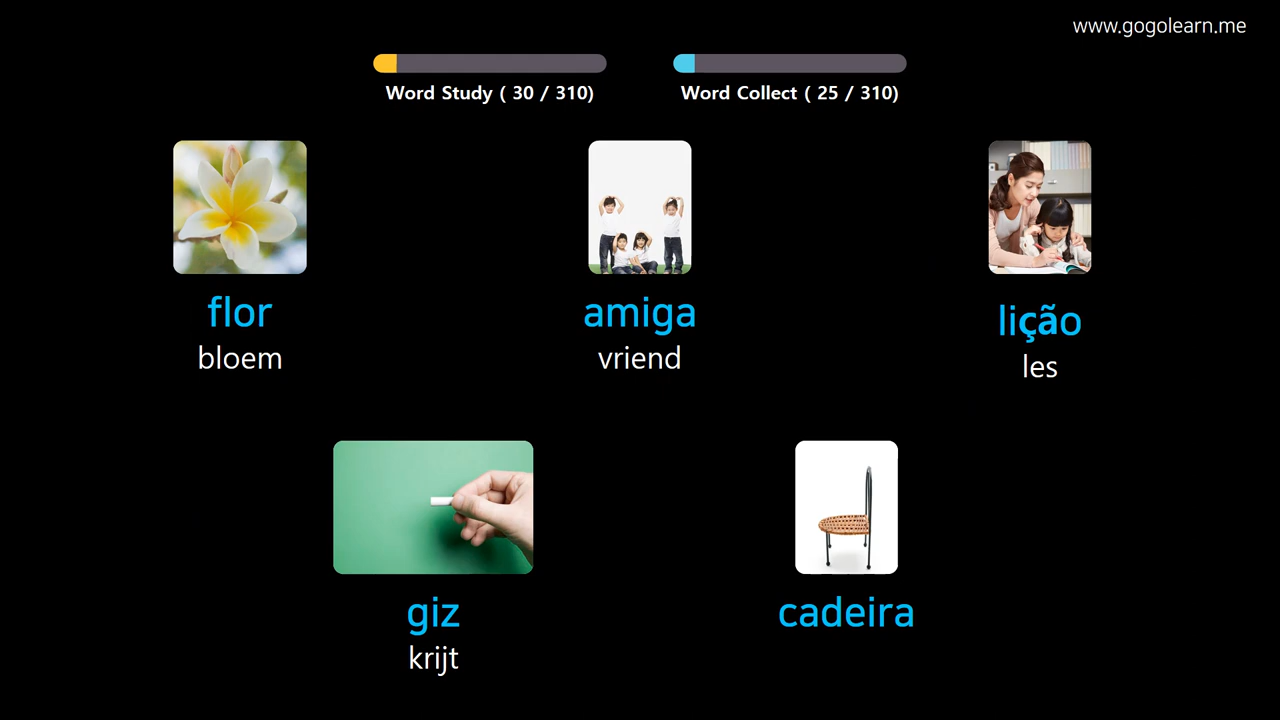 www.gogolearn.me
Word Study ( 30 / 310)
Word Collect ( 25 / 310)
flor
bloem
amiga
vriend
lição
les
giz
krijt
cadeira